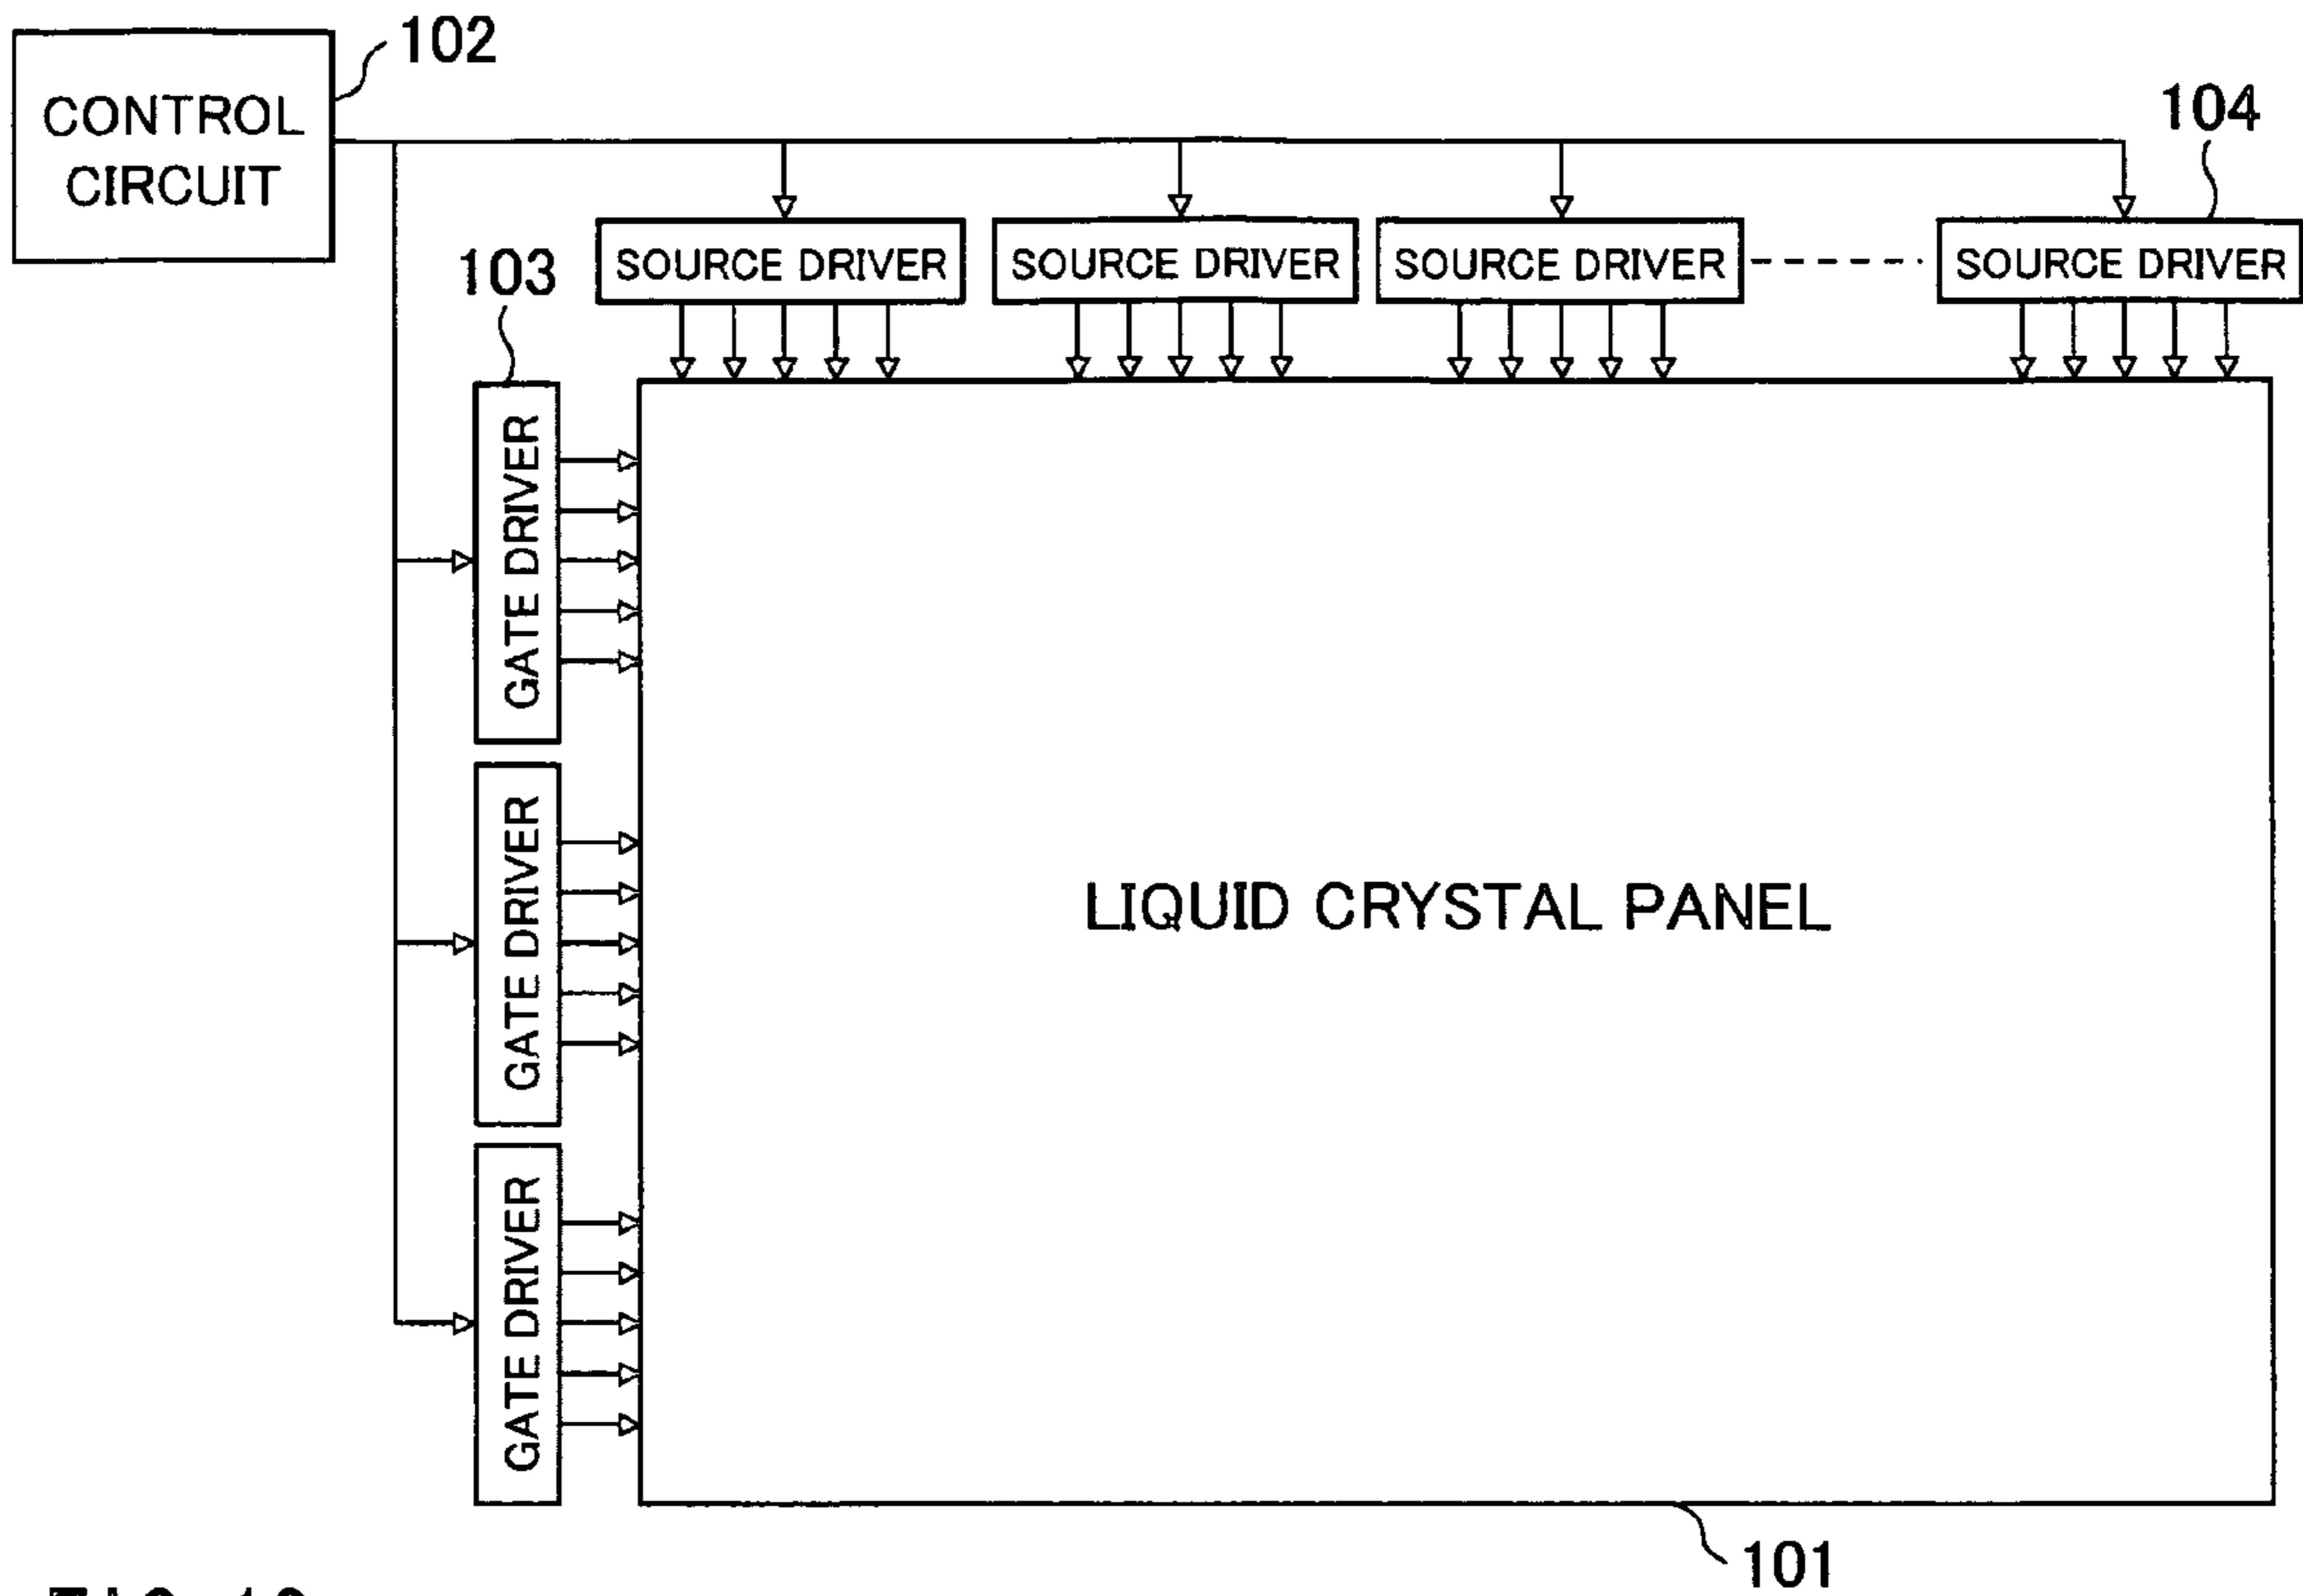 102
CONTROL
CIRCUIT
104
103
SOURCE DRIVER
SOURCE DRIVER
SOURCE DRIVER
SOURCE DRIVER
GATE DRIVER
GATE DRIVER
GATE DRIVER
LIQUID CRYSTAL PANEL
101